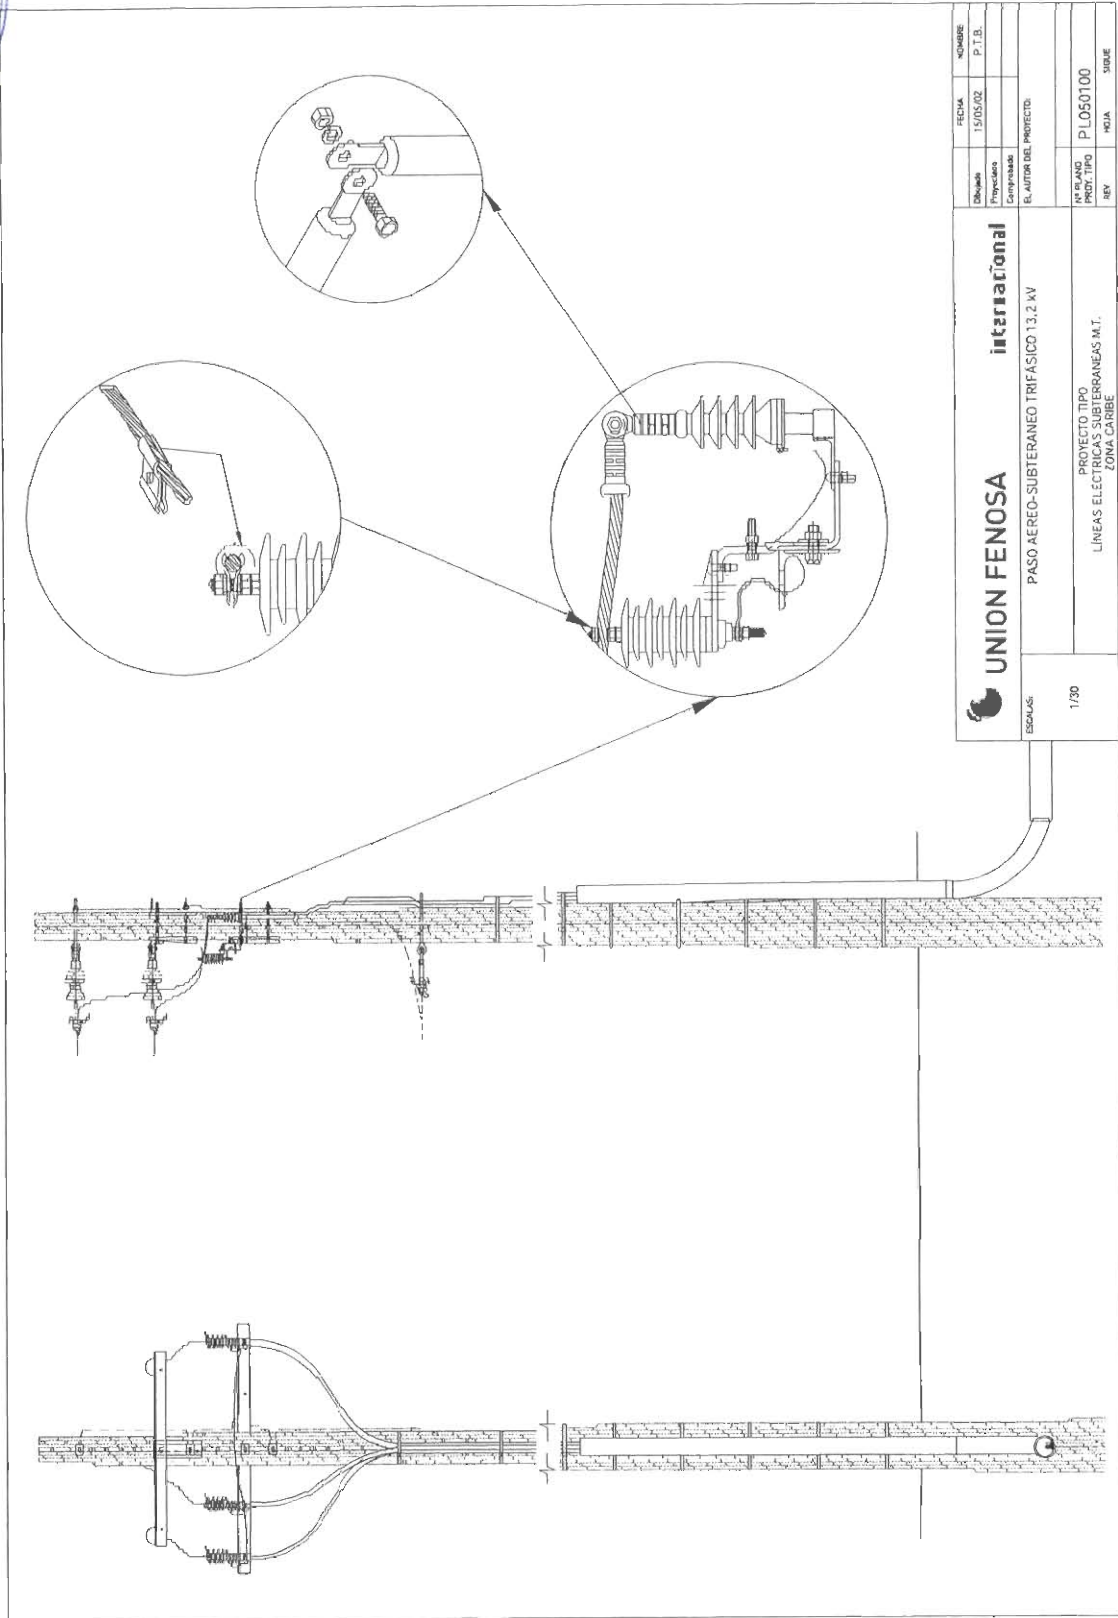 UNION FENOSA
internacional
FECHA
NOMBRE
Dibujado
15/05/02
P.T.B.
Proyectado
Comprobado
EL AUTOR DEL PROYECTO:
ESCALAS:
1/30
PASO AEREO-SUBTERANEO TRIFÁSICO 13,2 kV
PROYECTO TIPO
LÍNEAS ELÉCTRICAS SUBTERRANEAS M.T.
ZONA CARIBE
Nº PLANO
PROY. TIPO
PL050100
REV
HOJA
SIGUE